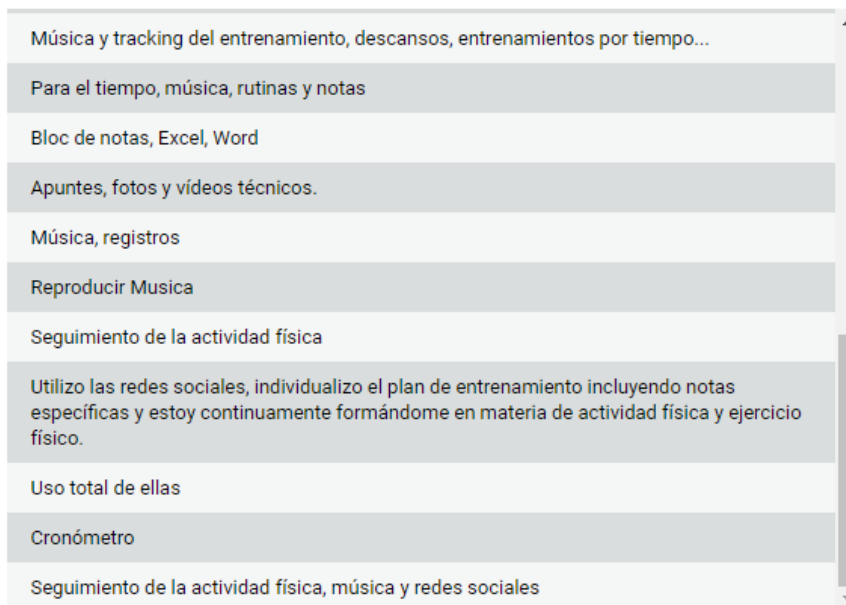 Música y tracking del entrenamiento, descansos, entrenamientos por tiempo...
Para el tiempo, música, rutinas y notas
Bloc de notas, Excel, Word
Apuntes, fotos y vídeos técnicos.
Música, registros
Reproducir Musica
Seguimiento de la actividad física
Utilizo las redes sociales, individualizo el plan de entrenamiento incluyendo notas
específicas y estoy continuamente formándome en materia de actividad física y ejercicio
físico.
Uso total de ellas
Cronómetro
Seguimiento de la actividad física, música y redes sociales